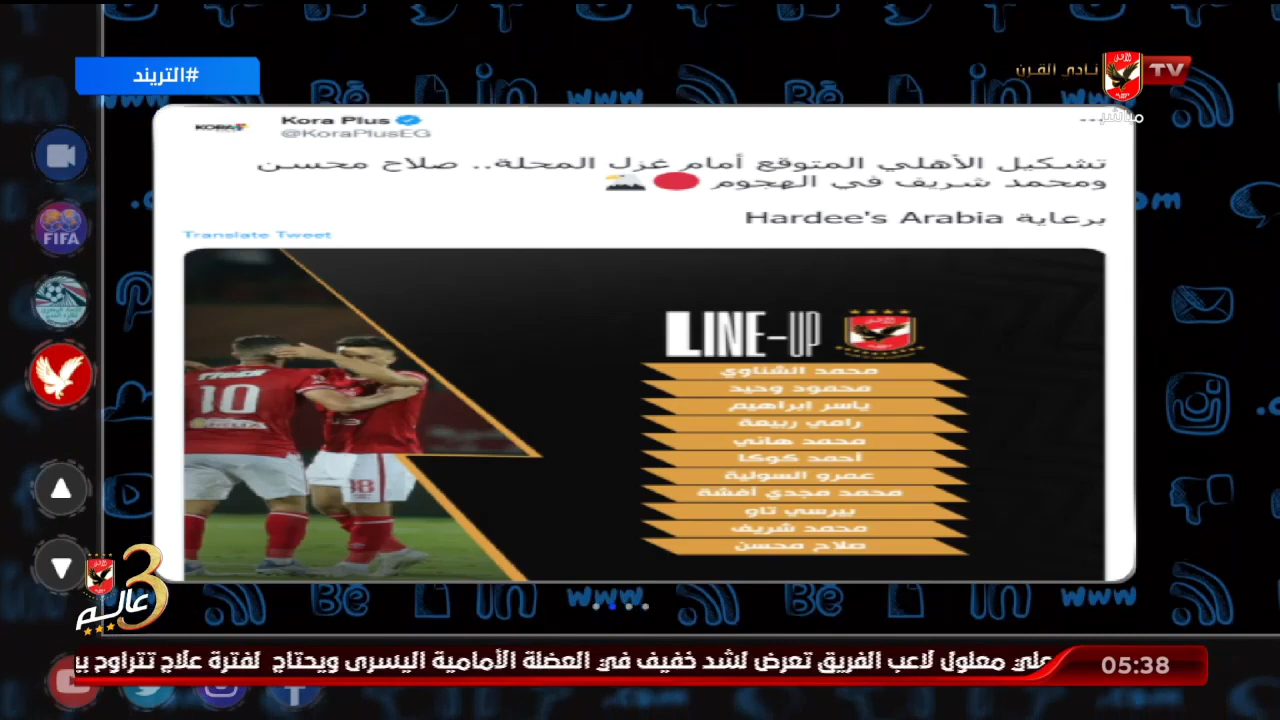 #التريند
نادي القرن
TV
مباشر
Kora Plus
@KoraPlusEG
تشكيل الأهلي المتوقع أمام غزل المحلة.. صلاح محسن
ومحمد شريف في الهجوم
برعاية Hardee's Arabia
Translate Tweet
LINE-UP
محمد الشناوي
محمود وحيد
ياسر إبراهيم
رامي ربيعة
محمد هاني
أحمد كوكا
عمرو السولية
محمد مجدي افشة
بيرسي تاو
محمد شريف
صلاح محسن
10
FIFA
3
عالم
علي معلول لاعب الفريق تعرض لشد خفيف في العضلة الأمامية اليسرى ويحتاج لفترة علاج تتراوح
05:38